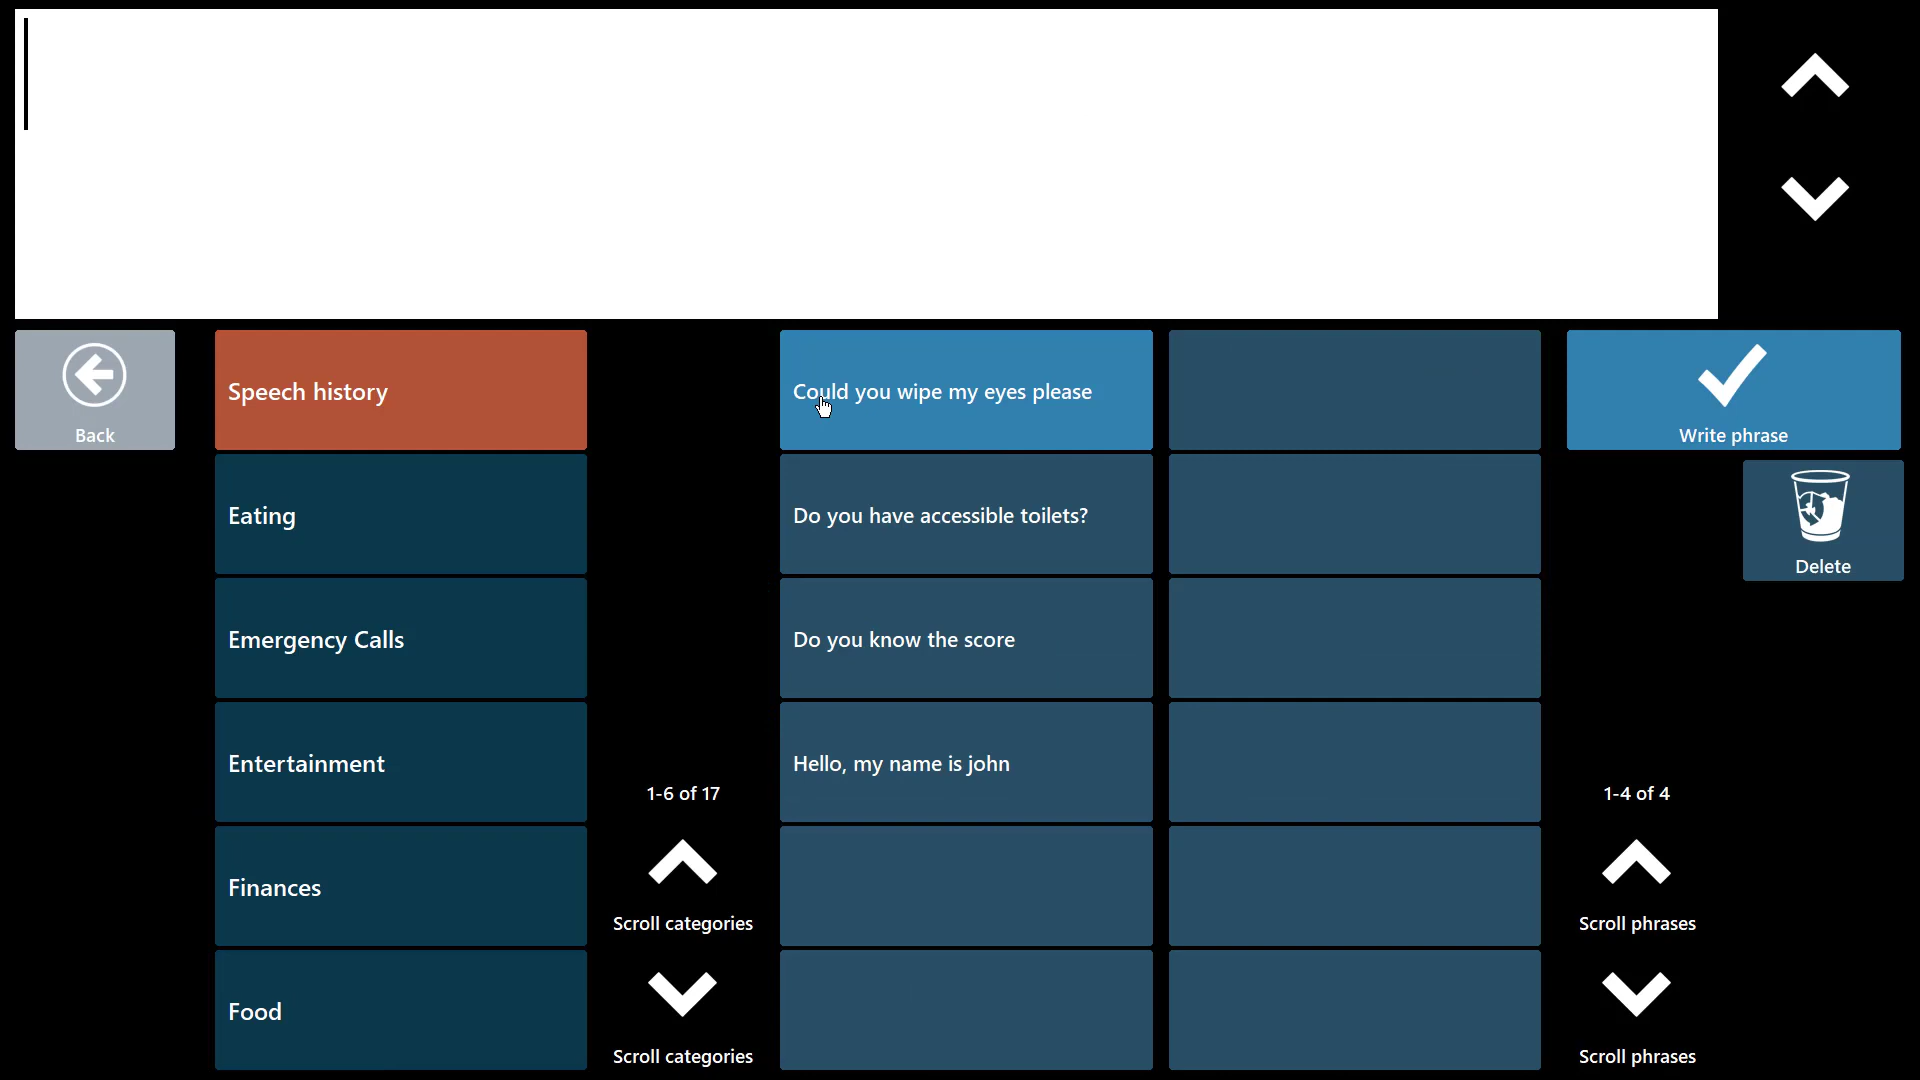 Back
Speech history
Eating
Emergency Calls
Entertainment
Finances
Food
1-6 of 17
Scroll categories
Scroll categories
Could you wipe my eyes please
Do you have accessible toilets?
Do you know the score
Hello, my name is john
Write phrase
Delete
1-4 of 4
Scroll phrases
Scroll phrases